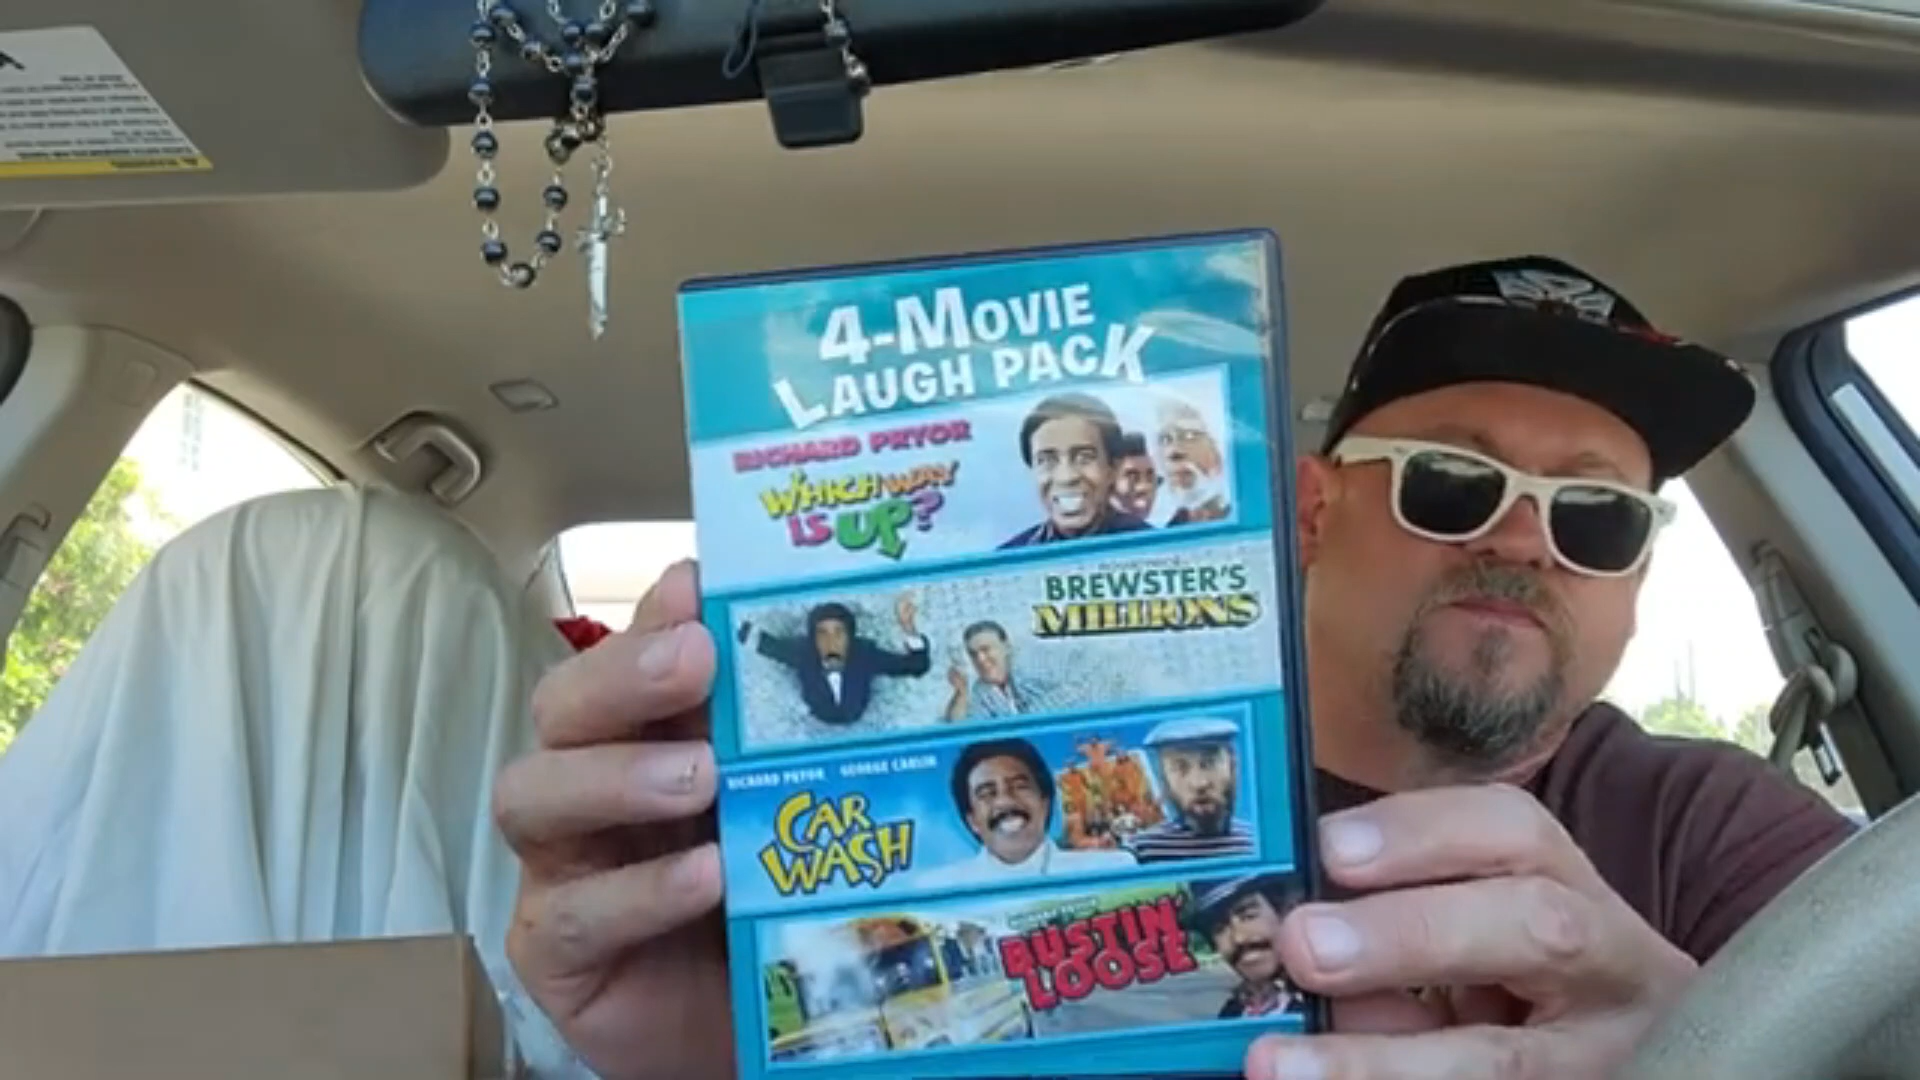 4-MOVIE
LAUGH PACK
RICHARD PRYOR
WHICH WAY
IS UP?
BREWSTER'S
MILLIONS
RICHARD PRYOR GEORGE CARLIN
CAR
WASH
BUSTIN'
LOOSE